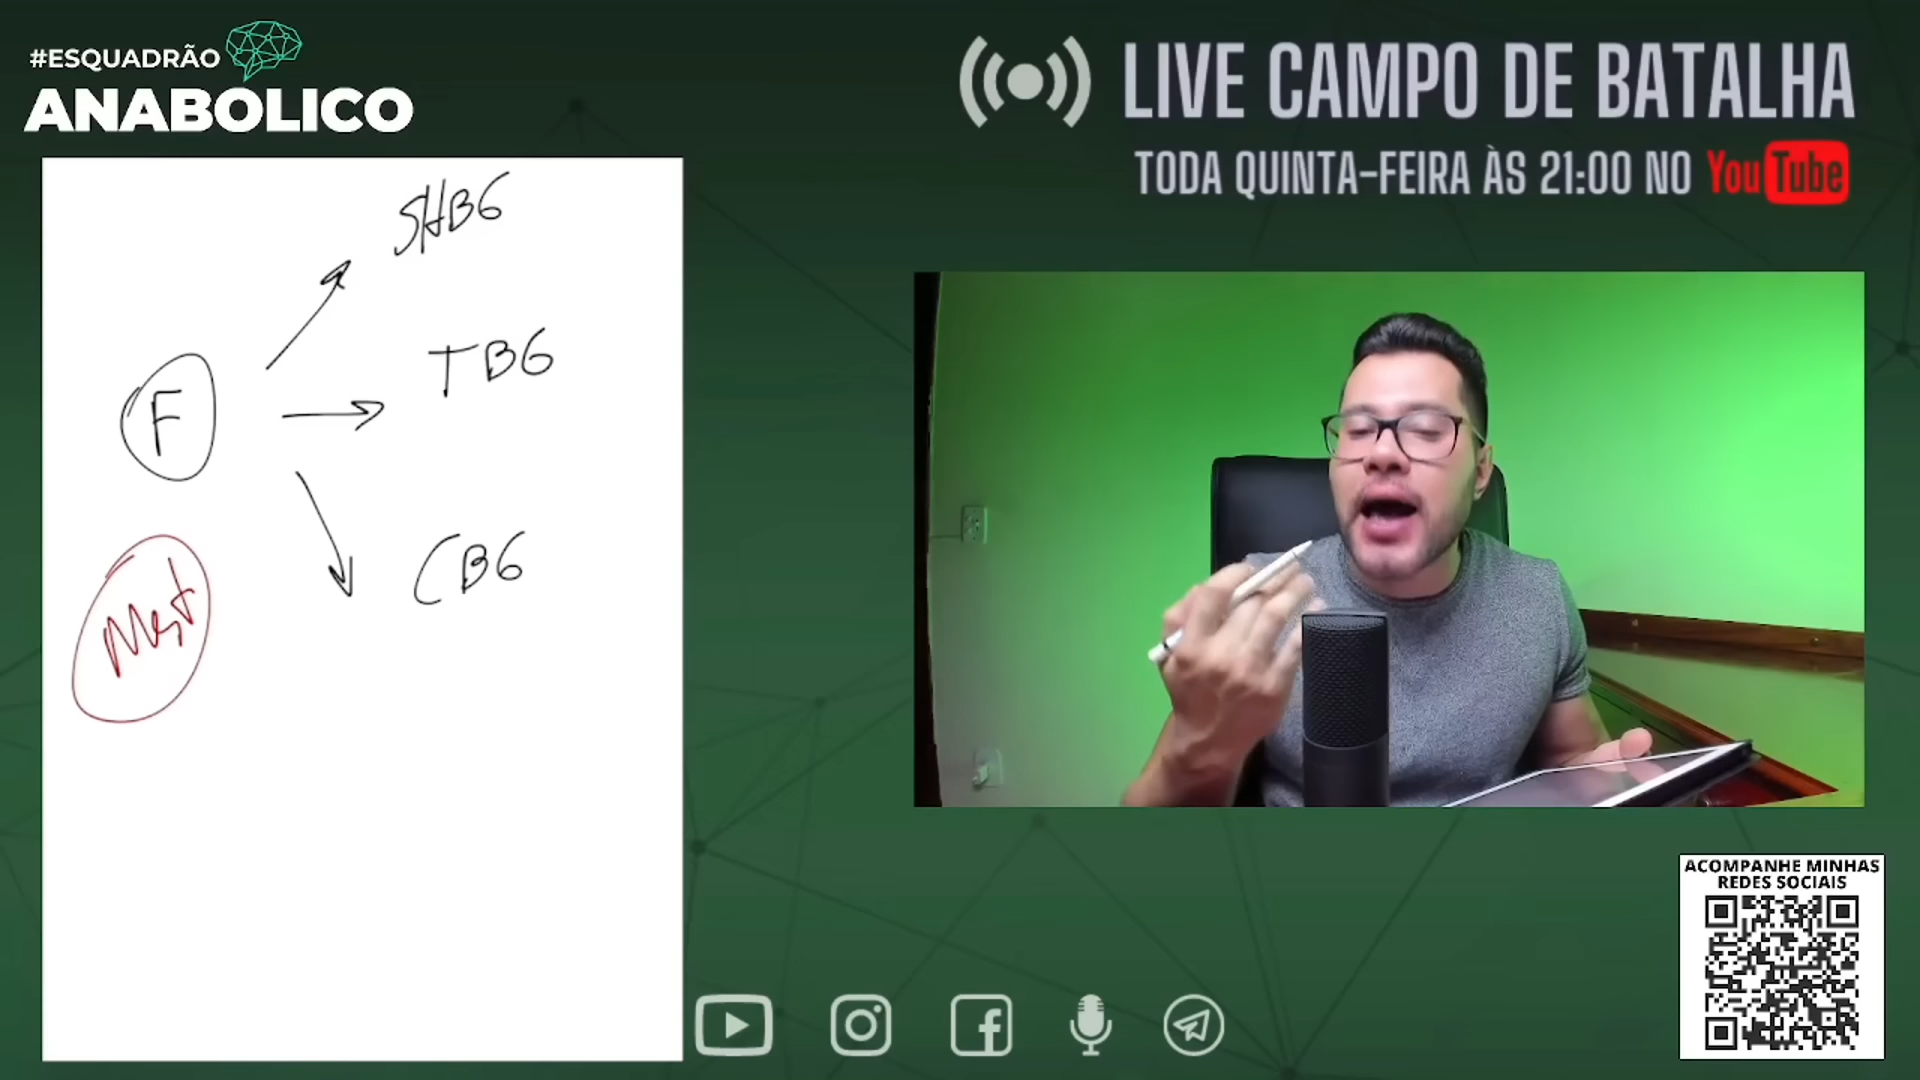 #ESQUADRÃO
ANABOLICO
LIVE CAMPO DE BATALHA
TODA QUINTA-FEIRA ÀS 21:00 NO YouTube
SHBG
TBG
F
CBG
Mest
ACOMPANHE MINHAS
REDES SOCIAIS